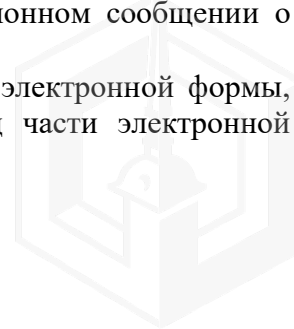 онном сообщении о
электронной формы,
части электронной